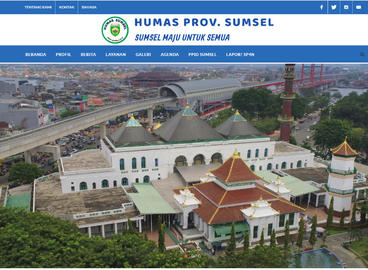 TENTANG KAMI KONTAK BAHASA
HUMAS PROV. SUMSEL
SUMSEL MAJU UNTUK SEMUA
BERANDA PROFIL BERITA LAYANAN GALERI AGENDA PPID SUMSEL LAPOR! SP4N